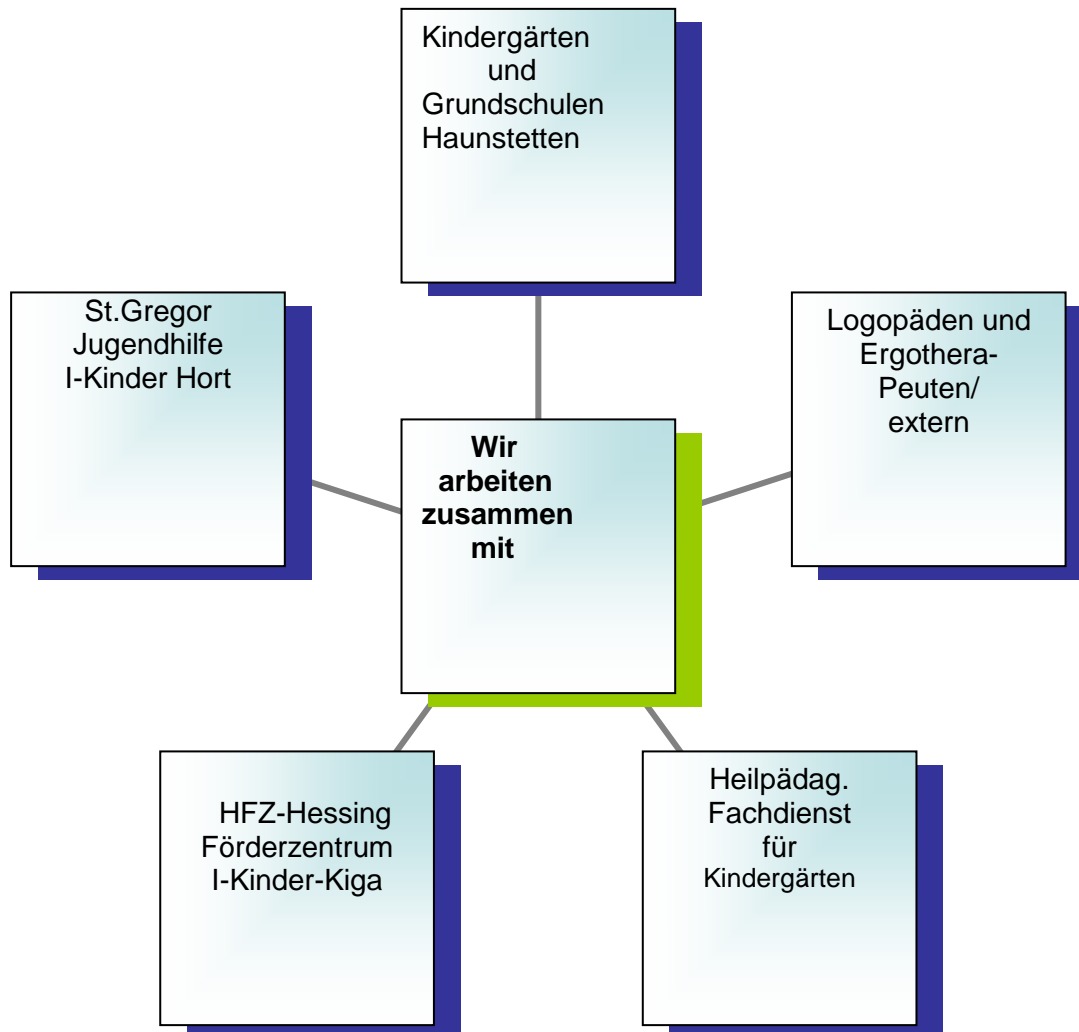 Kindergärten
und
Grundschulen
Haunstetten
St.Gregor
Jugendhilfe
I-Kinder Hort
Logopäden und
Ergothera-
Peuten/
extern
Wir
arbeiten
zusammen
mit
HFZ-Hessing
Förderzentrum
I-Kinder-Kiga
Heilpädag.
Fachdienst
für
Kindergärten